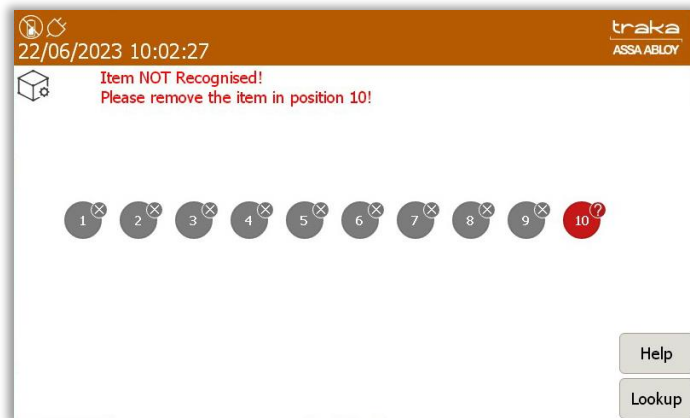 traka
22/06/2023 10:02:27
ASSA ABLOY
Item NOT Recognised!
Please remove the item in position 10!
1 2 3 4 5 6 7 8 9 10 ?
Help
Lookup